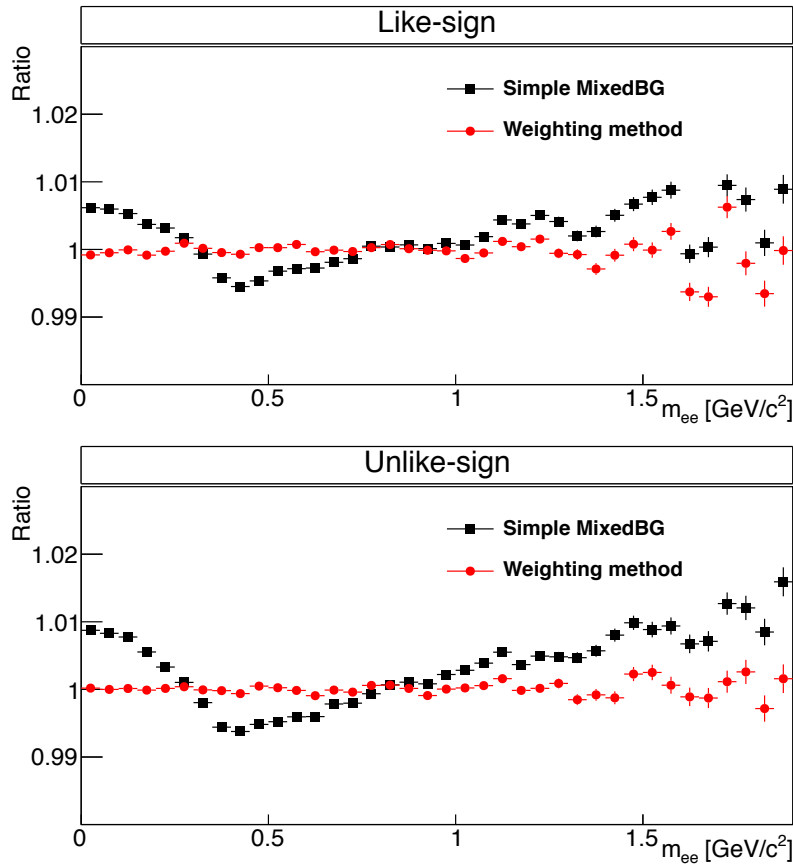 Like-sign
Ratio
Simple MixedBG
Weighting method
1.02
1.01
1
0.99
0 0.5 1 1.5
m_ee [GeV/c²]
Unlike-sign
Ratio
Simple MixedBG
Weighting method
1.02
1.01
1
0.99
0 0.5 1 1.5
m_ee [GeV/c²]